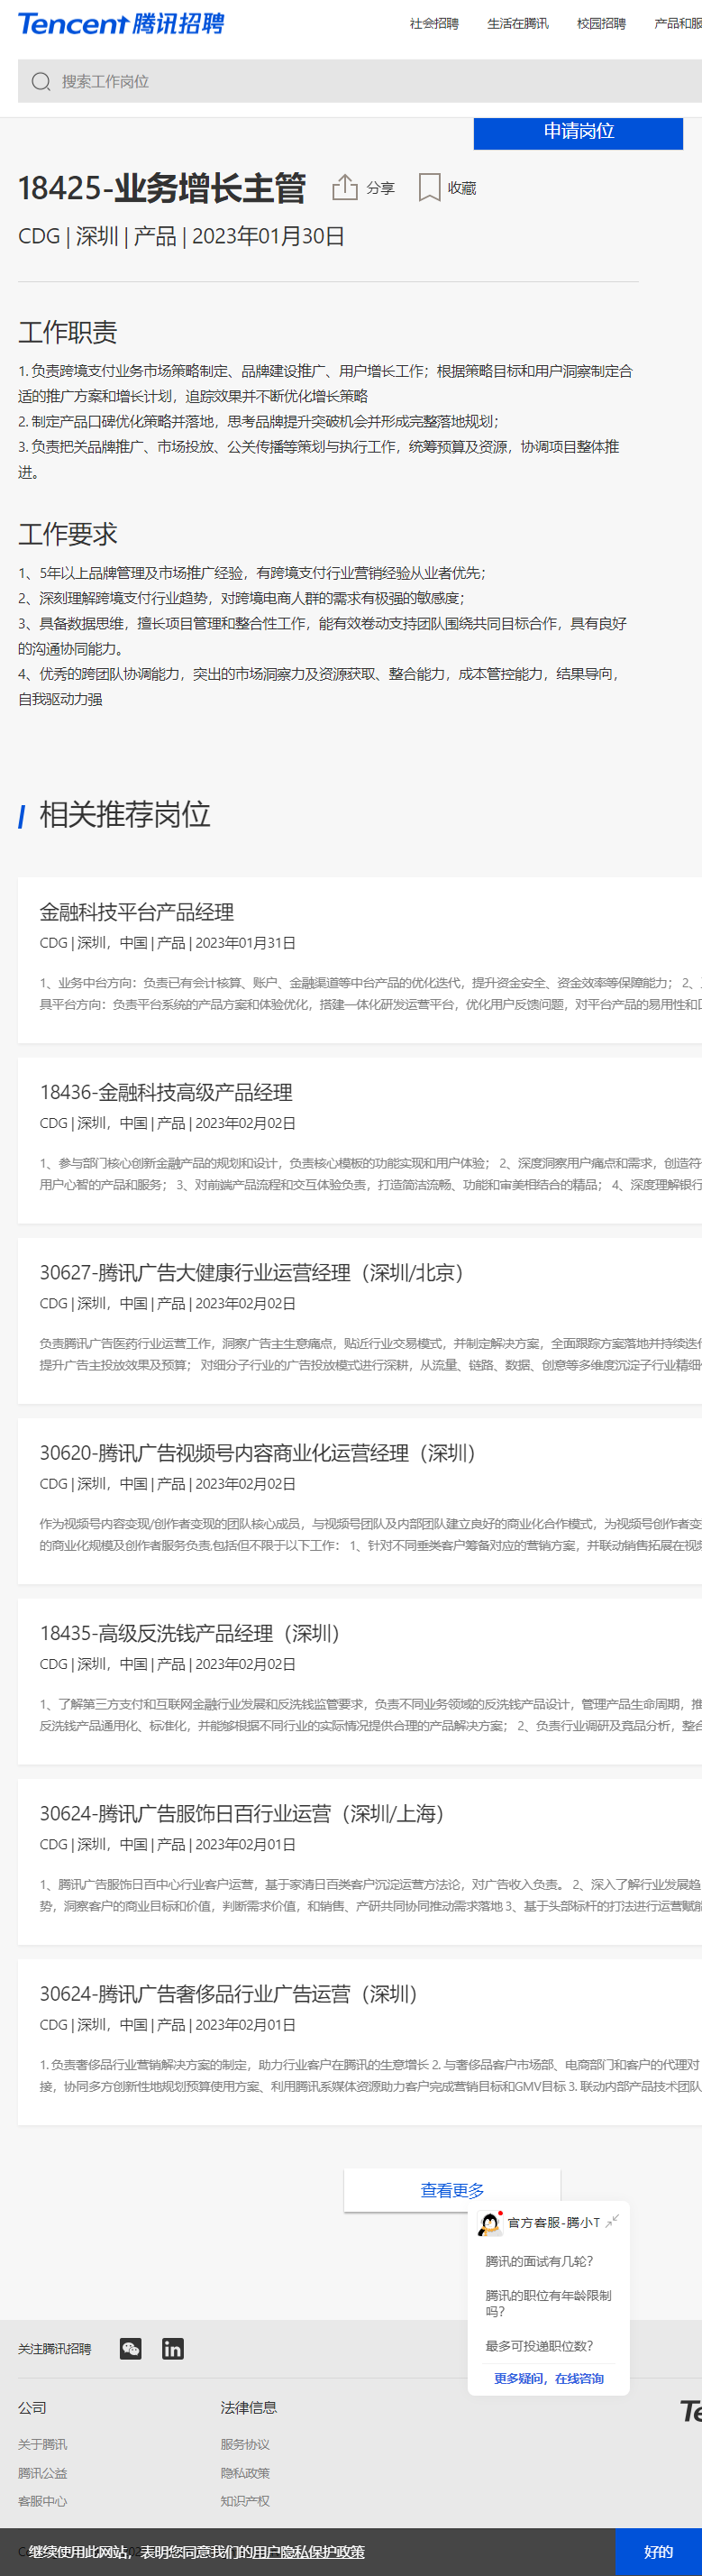 Tencent 腾讯招聘
社会招聘 生活在腾讯 校园招聘 产品和服
搜索工作岗位
申请岗位
18425-业务增长主管 分享 收藏
CDG | 深圳 | 产品 | 2023年01月30日
工作职责
1. 负责跨境支付业务市场策略制定、品牌建设推广、用户增长工作；根据策略目标和用户洞察制定合
适的推广方案和增长计划，追踪效果并不断优化增长策略
2. 制定产品口碑优化策略并落地，思考品牌提升突破机会并形成完整落地规划；
3. 负责把关品牌推广、市场投放、公关传播等策划与执行工作，统筹预算及资源，协调项目整体推
进。
工作要求
1、5年以上品牌管理及市场推广经验，有跨境支付行业营销经验从业者优先；
2、深刻理解跨境支付行业趋势，对跨境电商人群的需求有极强的敏感度；
3、具备数据思维，擅长项目管理和整合性工作，能有效卷动支持团队围绕共同目标合作，具有良好
的沟通协同能力。
4、优秀的跨团队协调能力，突出的市场洞察力及资源获取、整合能力，成本管控能力，结果导向，
自我驱动力强
相关推荐岗位
金融科技平台产品经理
CDG | 深圳，中国 | 产品 | 2023年01月31日
1、业务中台方向：负责已有会计核算、账户、金融渠道等中台产品的优化迭代，提升资金安全、资金效率等保障能力； 2、
具平台方向：负责平台系统的产品方案和体验优化，搭建一体化研发运营平台，优化用户反馈问题，对平台产品的易用性和
18436-金融科技高级产品经理
CDG | 深圳，中国 | 产品 | 2023年02月02日
1、参与部门核心创新金融产品的规划和设计，负责核心模板的功能实现和用户体验； 2、深度洞察用户痛点和需求，创造符
用户心智的产品和服务； 3、对前端产品流程和交互体验负责，打造简洁流畅、功能和审美相结合的精品； 4、深度理解银行
30627-腾讯广告大健康行业运营经理（深圳/北京）
CDG | 深圳，中国 | 产品 | 2023年02月02日
负责腾讯广告医药行业运营工作，洞察广告主生意痛点，贴近行业交易模式，并制定解决方案，全面跟踪方案落地并持续迭代
提升广告主投放效果及预算； 对细分子行业的广告投放模式进行深耕，从流量、链路、数据、创意等多维度沉淀子行业精细
30620-腾讯广告视频号内容商业化运营经理（深圳）
CDG | 深圳，中国 | 产品 | 2023年02月02日
作为视频号内容变现/创作者变现的团队核心成员，与视频号团队及内部团队建立良好的商业化合作模式，为视频号创作者变
的商业化规模及创作者服务负责,包括但不限于以下工作： 1、针对不同垂类客户筹备对应的营销方案，并联动销售拓展在视频
18435-高级反洗钱产品经理（深圳）
CDG | 深圳，中国 | 产品 | 2023年02月02日
1、了解第三方支付和互联网金融行业发展和反洗钱监管要求，负责不同业务领域的反洗钱产品设计，管理产品生命周期，推
反洗钱产品通用化、标准化，并能够根据不同行业的实际情况提供合理的产品解决方案； 2、负责行业调研及竞品分析，整合
30624-腾讯广告服饰日百行业运营（深圳/上海）
CDG | 深圳，中国 | 产品 | 2023年02月01日
1、腾讯广告服饰日百中心行业客户运营，基于家清日百类客户沉淀运营方法论，对广告收入负责。 2、深入了解行业发展趋
势，洞察客户的商业目标和价值，判断需求价值，和销售、产研共同协同推动需求落地 3、基于头部标杆的打法进行运营赋能
30624-腾讯广告奢侈品行业广告运营（深圳）
CDG | 深圳，中国 | 产品 | 2023年02月01日
1. 负责奢侈品行业营销解决方案的制定，助力行业客户在腾讯的生意增长 2. 与奢侈品客户市场部、电商部门和客户的代理对
接，协同多方创新性地规划预算使用方案、利用腾讯系媒体资源助力客户完成营销目标和GMV目标 3. 联动内部产品技术团队
查看更多
官方客服-腾小T
腾讯的面试有几轮？
腾讯的职位有年龄限制
吗？
最多可投递职位数？
更多疑问，在线咨询
关注腾讯招聘 in
公司 法律信息 Te
关于腾讯 服务协议
腾讯公益 隐私政策
客服中心 知识产权
继续使用此网站，表明您同意我们的用户隐私保护政策 好的